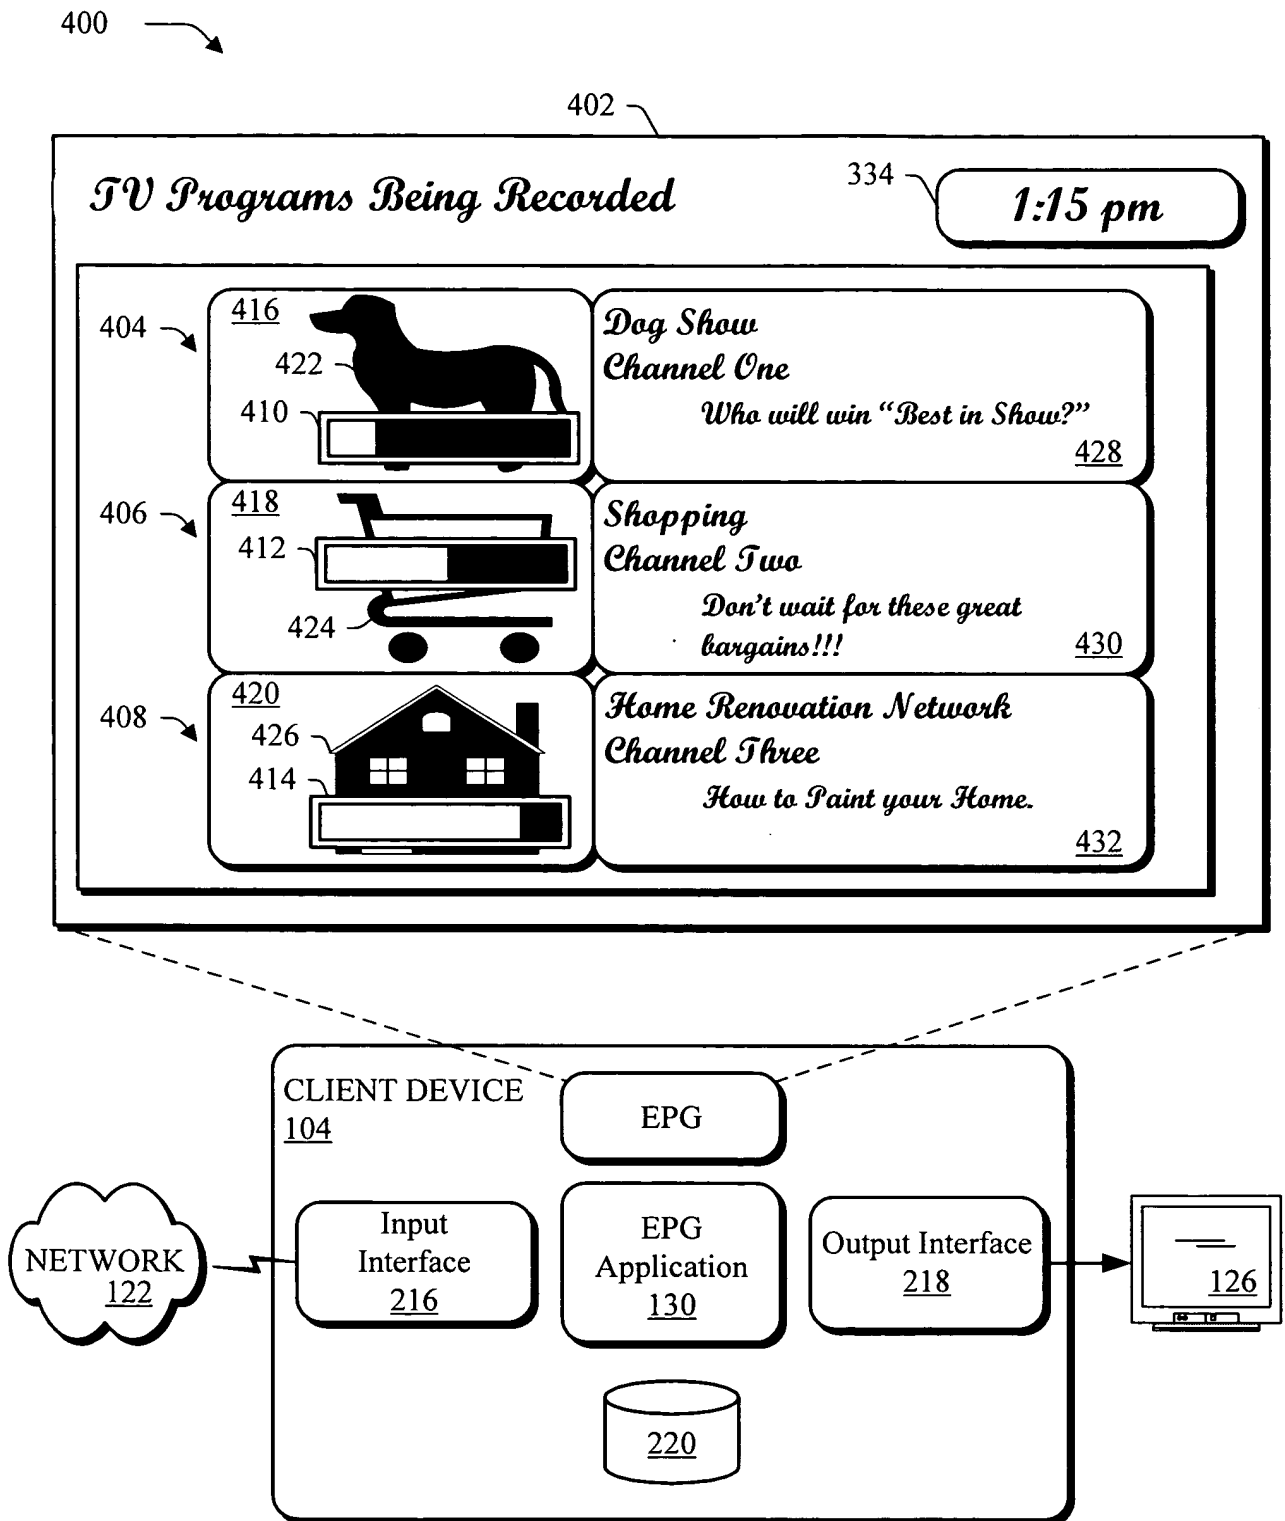 400
402
TV Programs Being Recorded
334
1:15 pm
404
416
422
410
Dog Show
Channel One
Who will win “Best in Show?”
428
406
418
412
424
Shopping
Channel Two
Don't wait for these great
bargains!!!
430
408
420
426
414
Home Renovation Network
Channel Three
How to Paint your Home.
432
CLIENT DEVICE
104
EPG
NETWORK
122
Input
Interface
216
EPG
Application
130
Output Interface
218
126
220